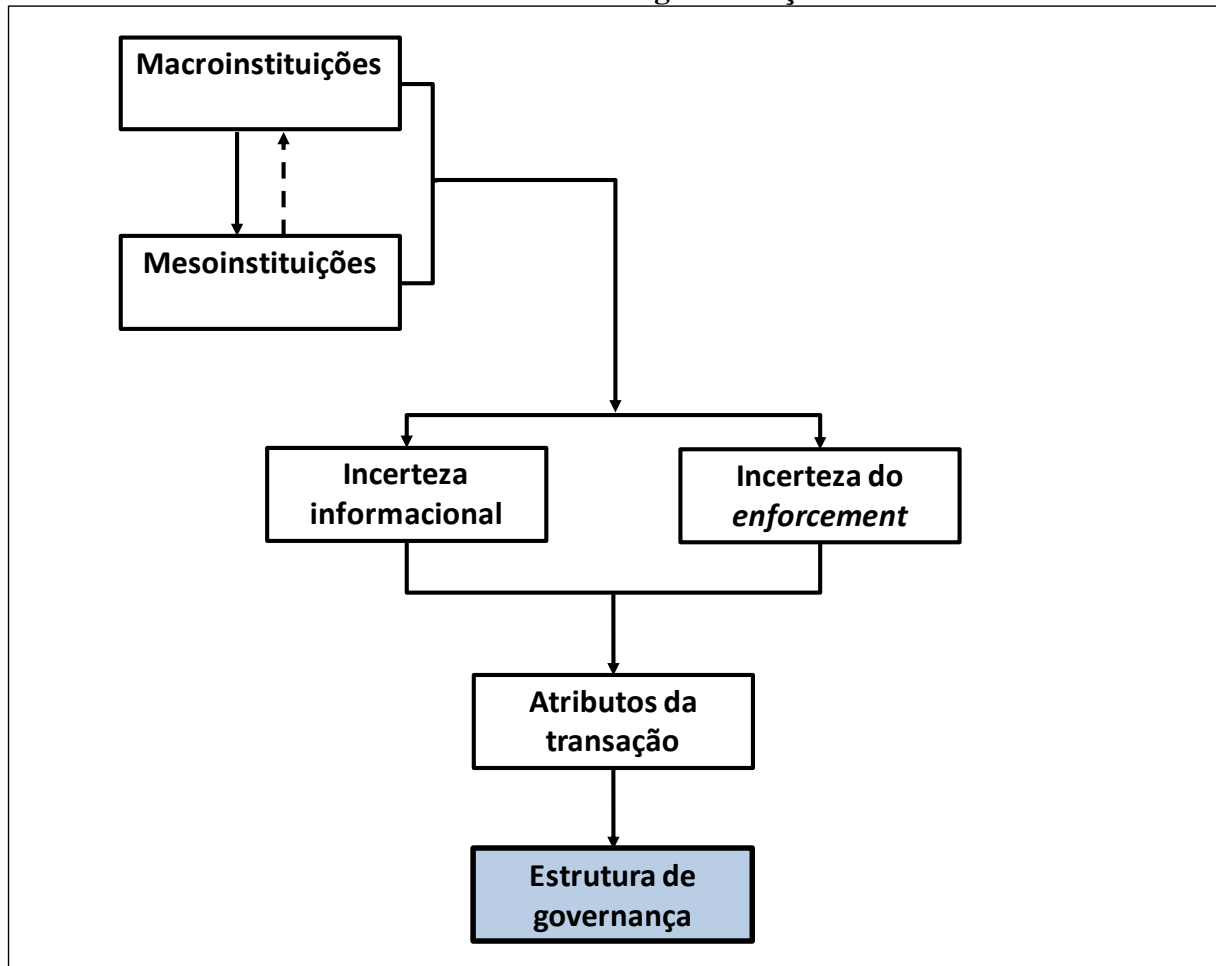 Macroinstituições
Mesoinstituições
Incerteza
informacional
Incerteza do
enforcement
Atributos da
transação
Estrutura de
governança